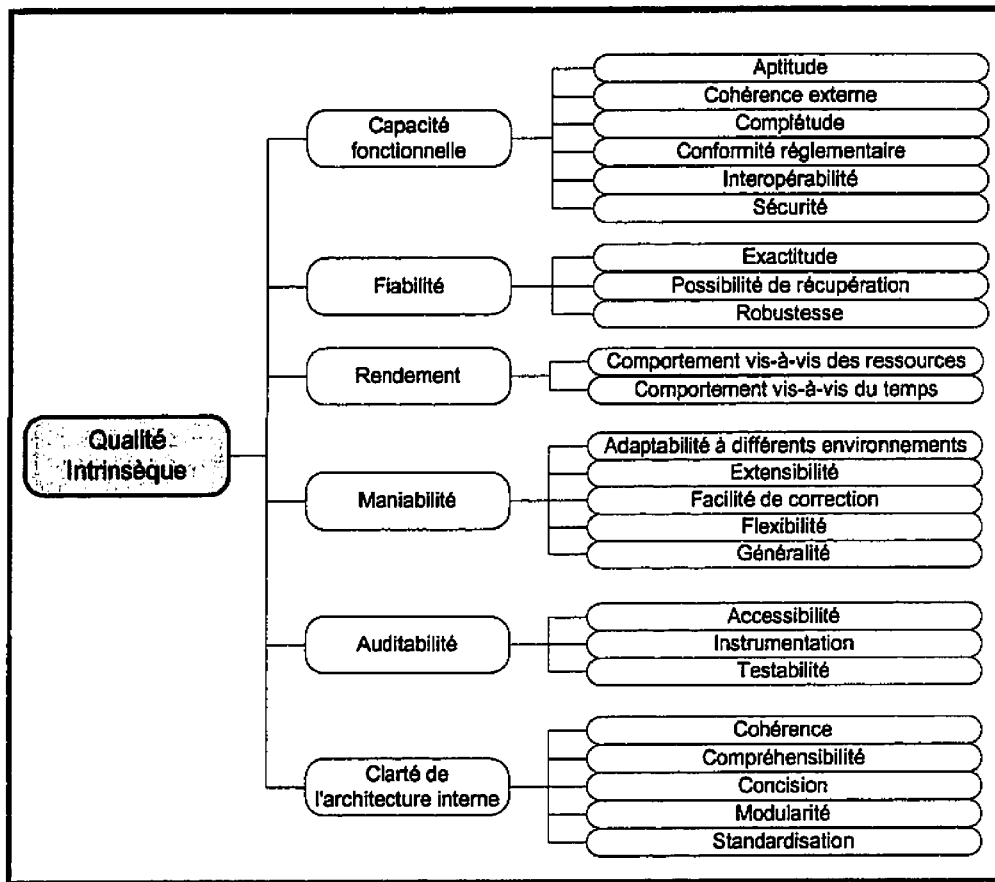 Qualité
Intrinsèque
Capacité
fonctionnelle
Aptitude
Cohérence externe
Complétude
Conformité réglementaire
Interopérabilité
Sécurité
Fiabilité
Exactitude
Possibilité de récupération
Robustesse
Rendement
Comportement vis-à-vis des ressources
Comportement vis-à-vis du temps
Maniabilité
Adaptabilité à différents environnements
Extensibilité
Facilité de correction
Flexibilité
Généralité
Auditabilité
Accessibilité
Instrumentation
Testabilité
Clarté de
l'architecture interne
Cohérence
Compréhensibilité
Concision
Modularité
Standardisation